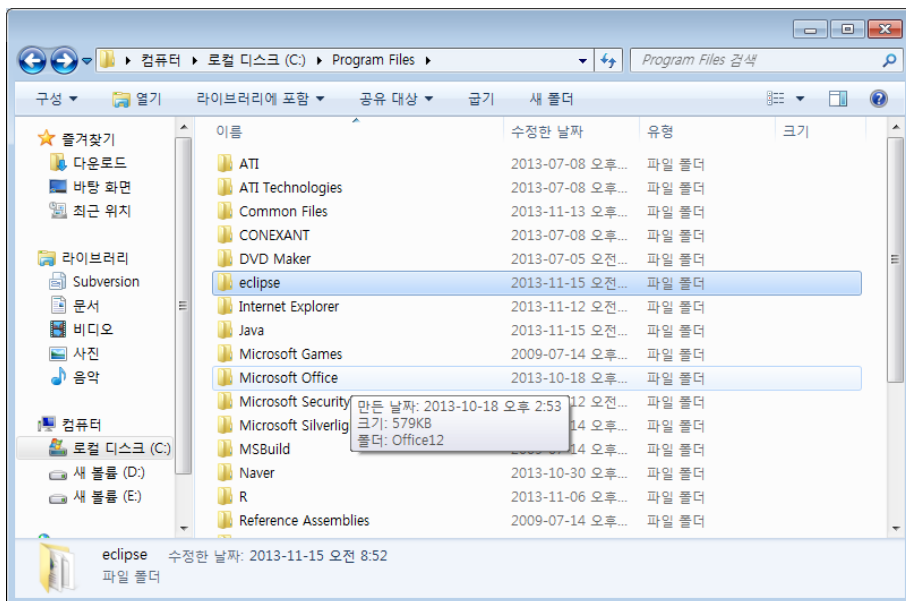 컴퓨터 ▸ 로컬 디스크 (C:) ▸ Program Files ▸ Program Files 검색
구성 열기 라이브러리에 포함 공유 대상 굽기 새 폴더
즐겨찾기
다운로드
바탕 화면
최근 위치
라이브러리
Subversion
문서
비디오
사진
음악
컴퓨터
로컬 디스크 (C:)
새 볼륨 (D:)
새 볼륨 (E:)
이름 수정한 날짜 유형 크기
ATI 2013-07-08 오후... 파일 폴더
ATI Technologies 2013-07-08 오후... 파일 폴더
Common Files 2013-11-13 오후... 파일 폴더
CONEXANT 2013-07-08 오후... 파일 폴더
DVD Maker 2013-07-05 오전... 파일 폴더
eclipse 2013-11-15 오전... 파일 폴더
Internet Explorer 2013-11-12 오전... 파일 폴더
Java 2013-11-15 오전... 파일 폴더
Microsoft Games 2009-07-14 오후... 파일 폴더
Microsoft Office 2013-10-18 오후... 파일 폴더
Microsoft Security 12 오전... 파일 폴더
Microsoft Silverlig 14 오후... 파일 폴더
MSBuild 14 오후... 파일 폴더
Naver 2013-10-30 오후... 파일 폴더
R 2013-11-06 오후... 파일 폴더
Reference Assemblies 2009-07-14 오후... 파일 폴더
만든 날짜: 2013-10-18 오후 2:53
크기: 579KB
폴더: Office12
eclipse 수정한 날짜: 2013-11-15 오전 8:52
파일 폴더